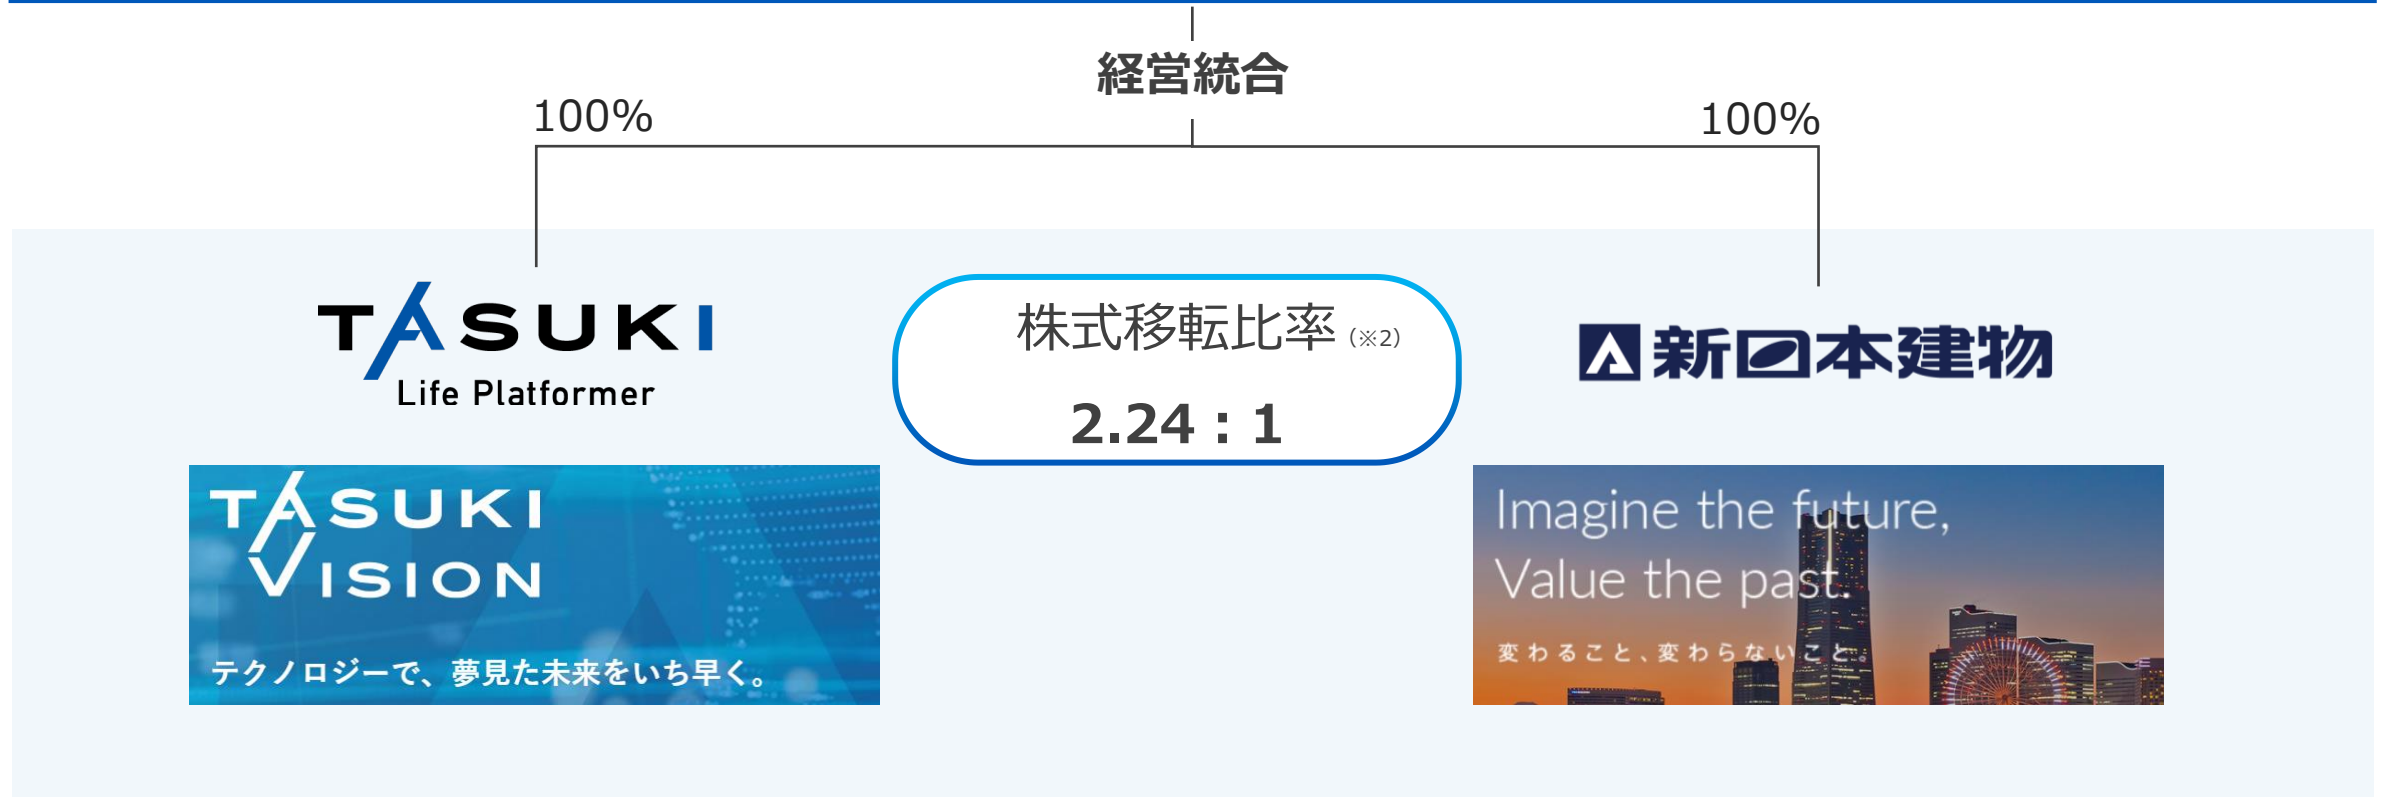 経営統合
100%
100%
TASUKI
Life Platformer
株式移転比率（※2）
2.24：1
新日本建物
TASUKI
VISION
テクノロジーで、夢見た未来をいち早く。
Imagine the future,
Value the past.
変わること、変わらないこと。